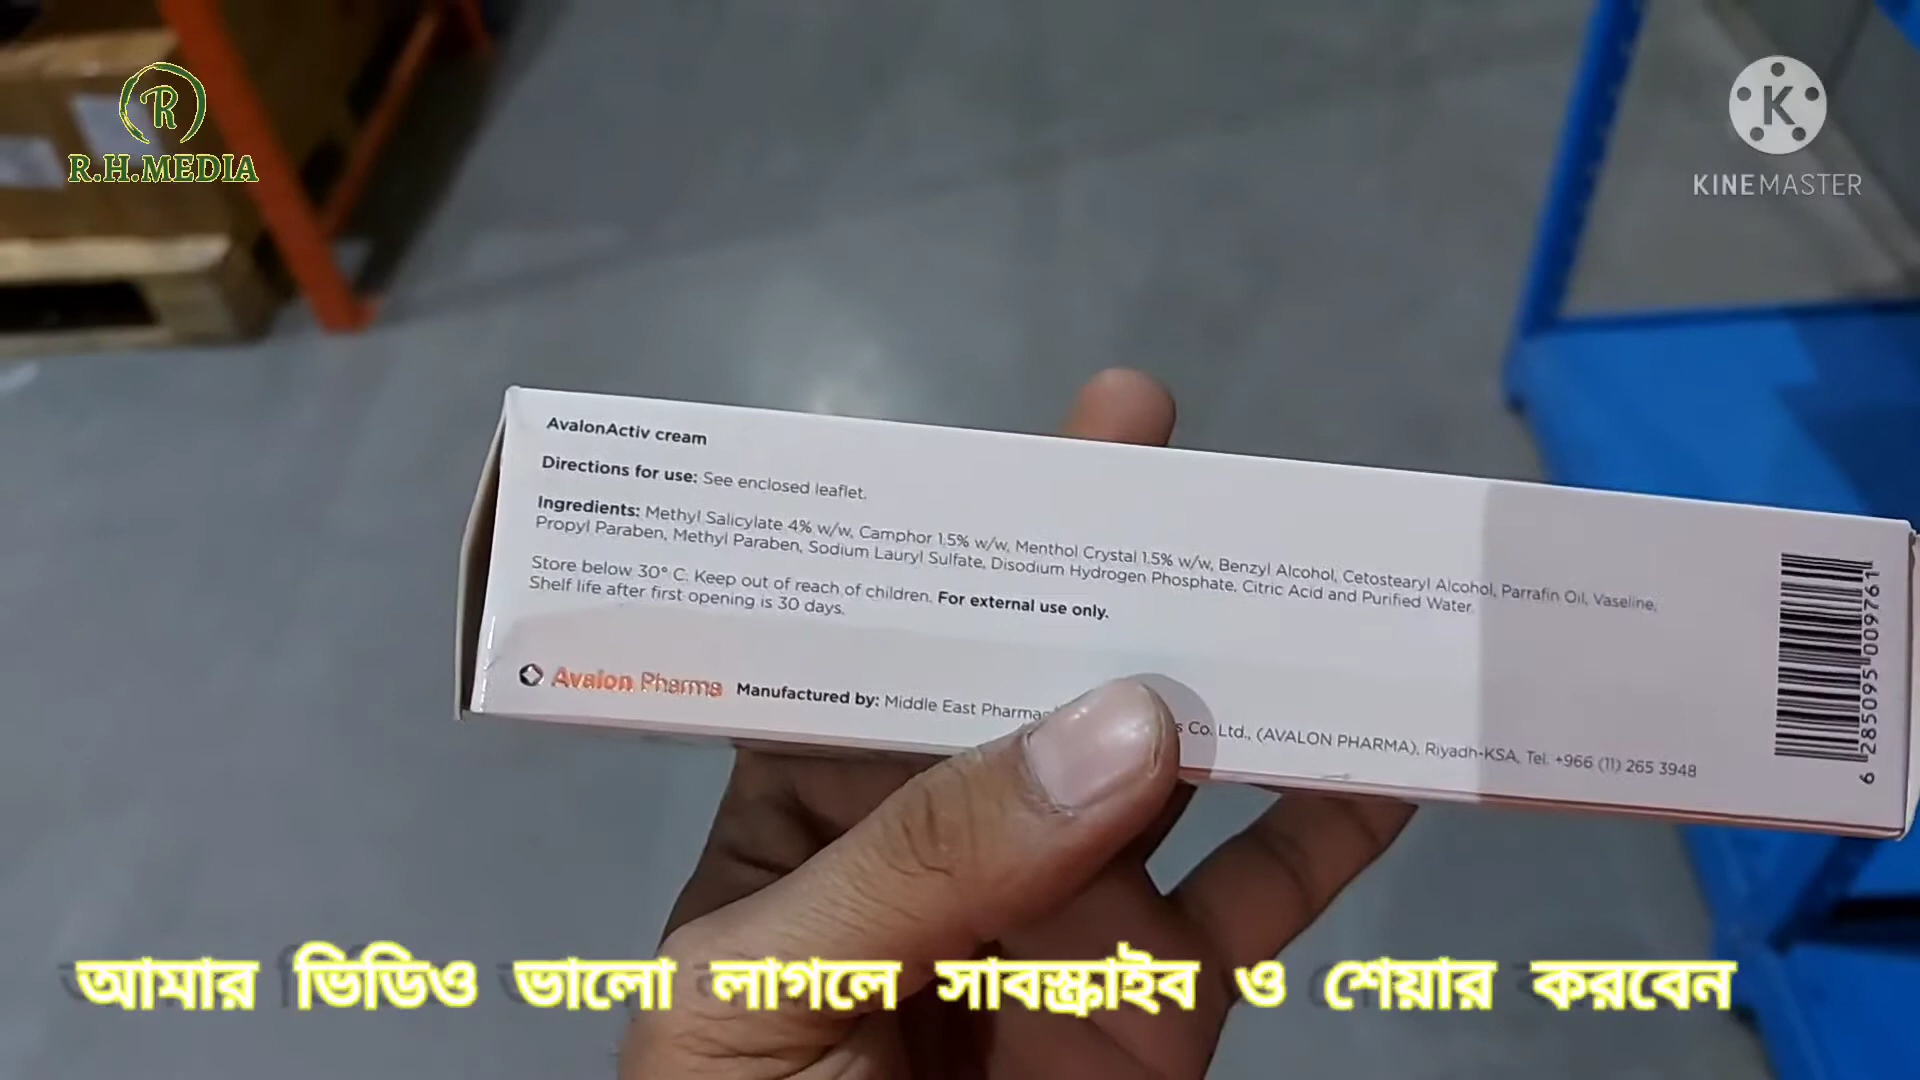 R
R.H.MEDIA
K
KINEMASTER
AvalonActiv cream
Directions for use: See enclosed leaflet.
Ingredients: Methyl Salicylate 4% w/w, Camphor 1.5% w/w, Menthol Crystal 1.5% w/w, Benzyl Alcohol, Cetostearyl Alcohol, Parrafin Oil, Vaseline,
Propyl Paraben, Methyl Paraben, Sodium Lauryl Sulfate, Disodium Hydrogen Phosphate, Citric Acid and Purified Water.
Store below 30° C. Keep out of reach of children. For external use only.
Shelf life after first opening is 30 days.
Avalon Pharma Manufactured by: Middle East Co. Ltd., (AVALON PHARMA), Riyadh-KSA, Tel. +966 (11) 265 3948
6 285095 009761
আমার ভিডিও ভালো লাগলে সাবস্ক্রাইব ও শেয়ার করবেন